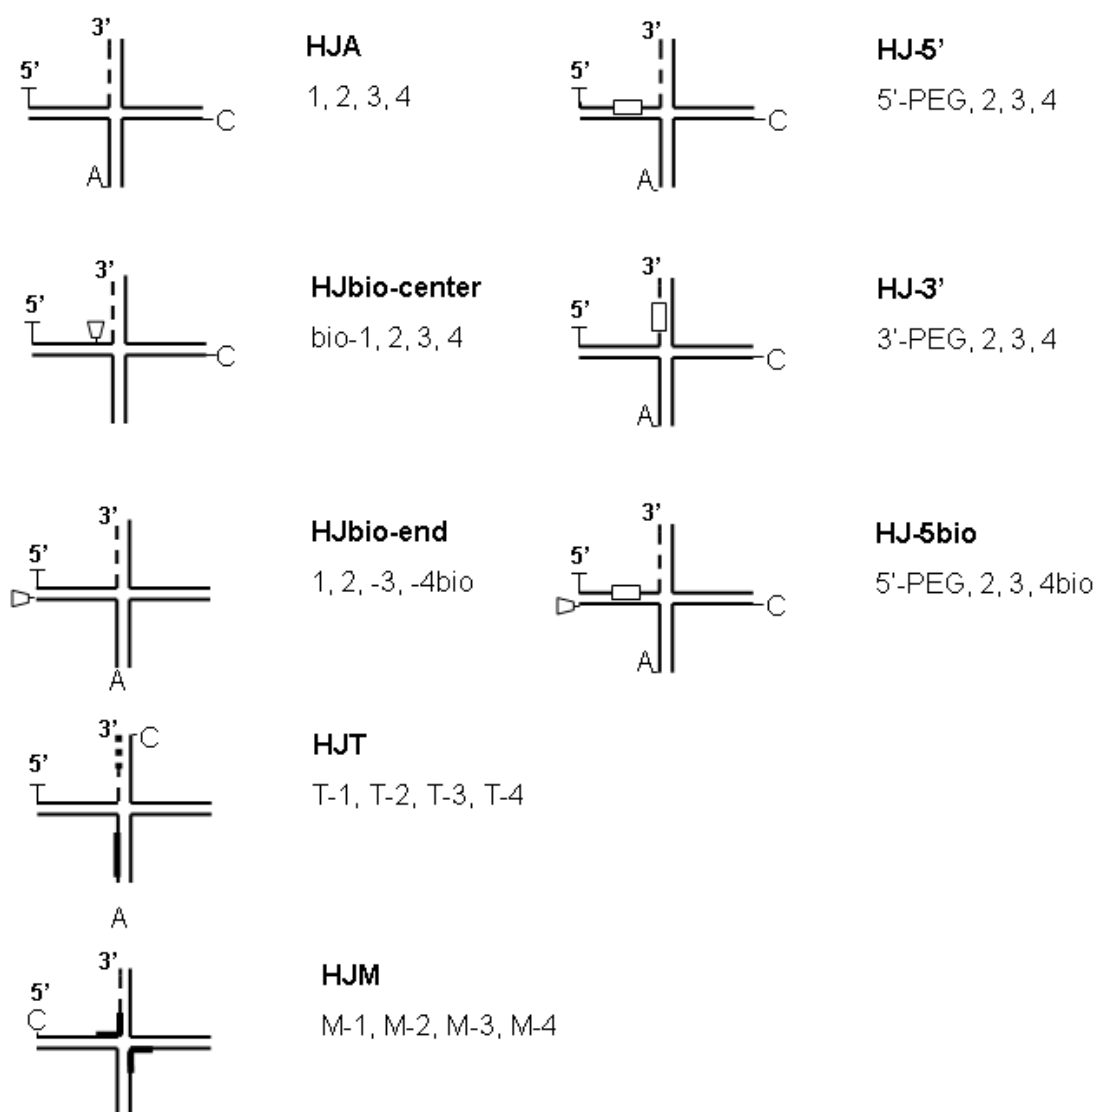 3'
5'
T
C
A
HJA
1, 2, 3, 4
3'
5'
T
C
A
HJ-5'
5'-PEG, 2, 3, 4
3'
5'
T
C
HJbio-center
bio-1, 2, 3, 4
3'
5'
T
C
A
HJ-3'
3'-PEG, 2, 3, 4
3'
5'
T
A
HJbio-end
1, 2, -3, -4bio
3'
5'
T
C
A
HJ-5bio
5'-PEG, 2, 3, 4bio
3'
C
5'
T
A
HJT
T-1, T-2, T-3, T-4
3'
5'
C
HJM
M-1, M-2, M-3, M-4